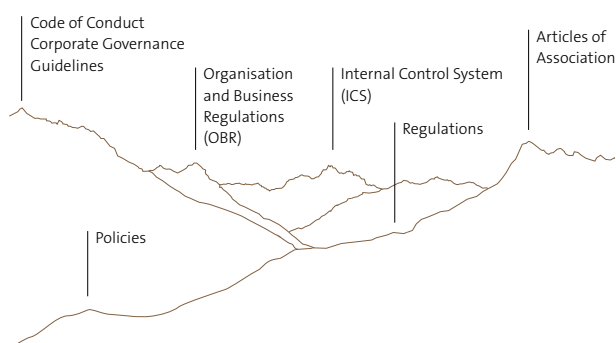 Code of Conduct
Corporate Governance
Guidelines
Organisation
and Business
Regulations
(OBR)
Internal Control System
(ICS)
Regulations
Articles of
Association
Policies